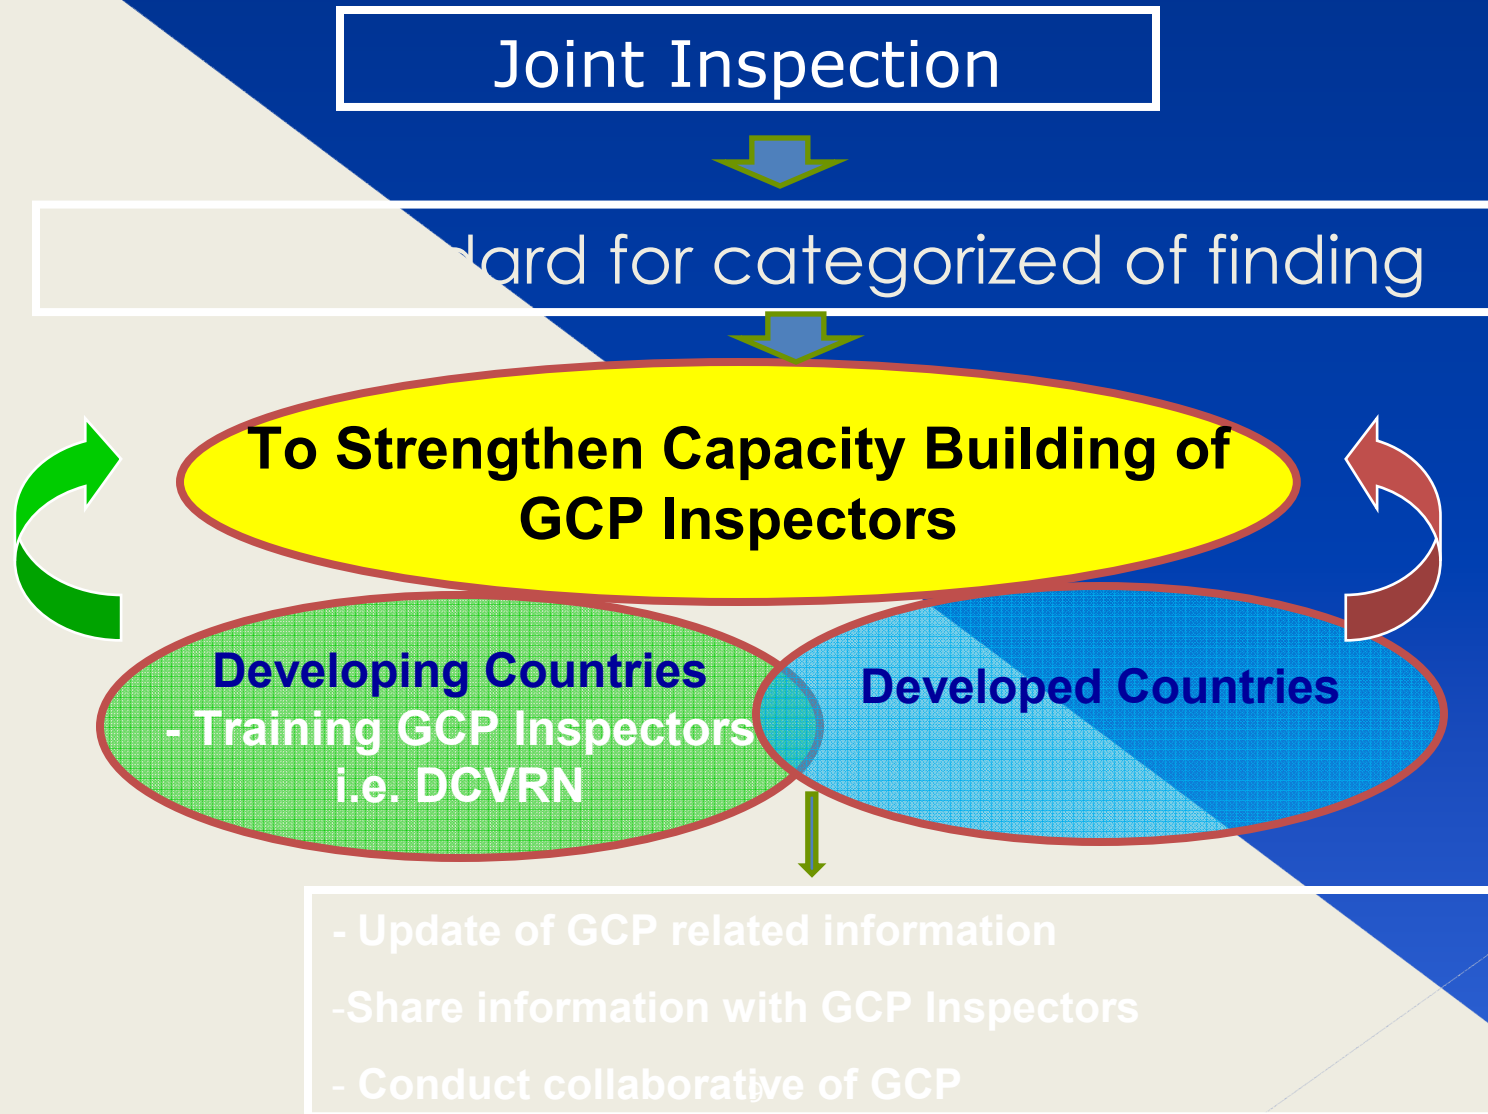 Joint Inspection
dard for categorized of finding
To Strengthen Capacity Building of
GCP Inspectors
Developing Countries
- Training GCP Inspectors
i.e. DCVRN
Developed Countries
- Update of GCP related information
-Share information with GCP Inspectors
- Conduct collaborative of GCP